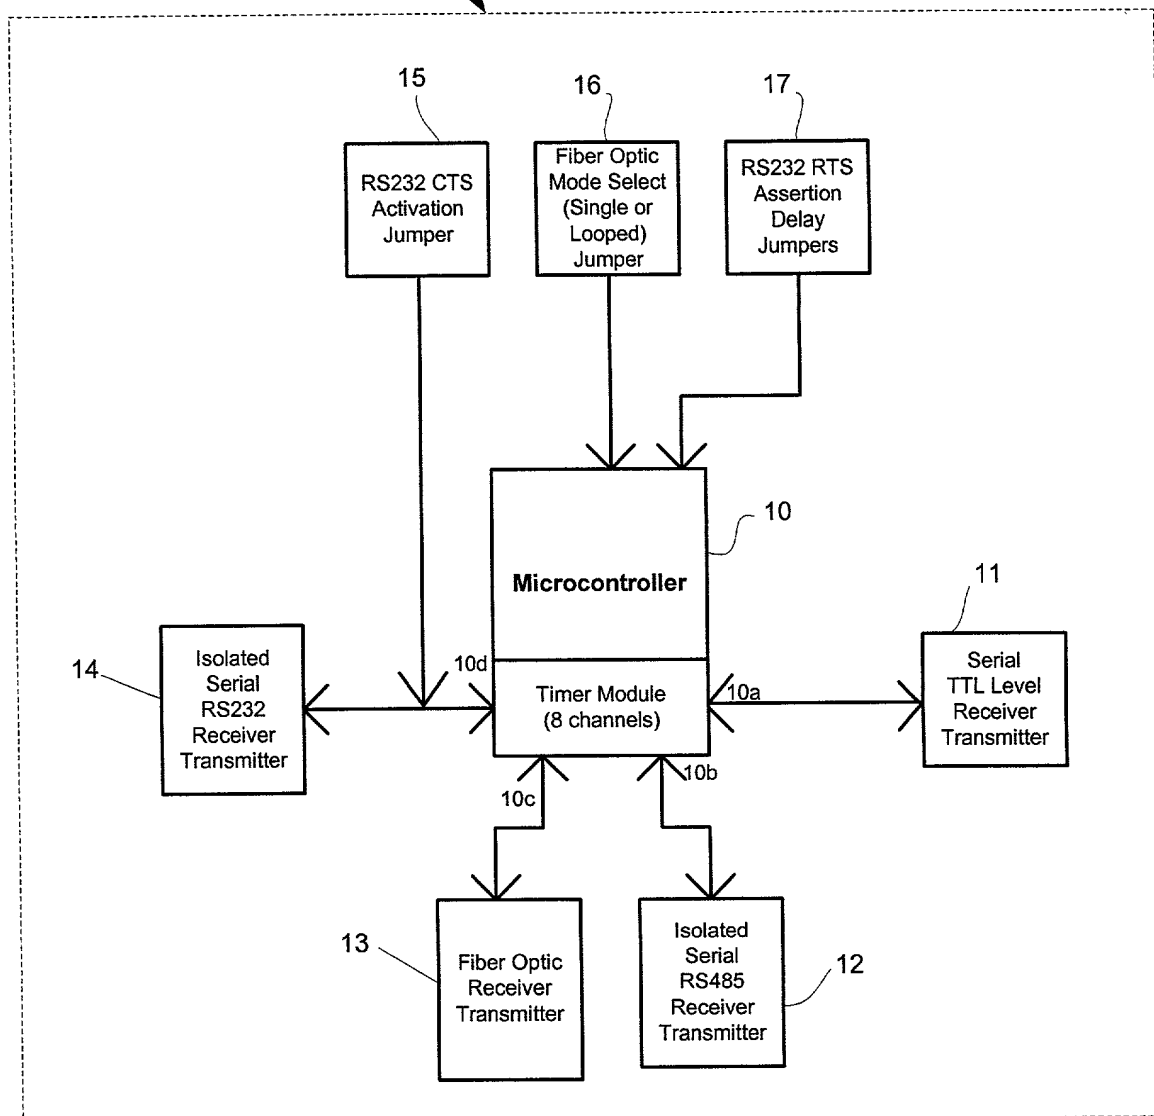 15
16
17
RS232 CTS
Activation
Jumper
Fiber Optic
Mode Select
(Single or
Looped)
Jumper
RS232 RTS
Assertion
Delay
Jumpers
10
Microcontroller
11
14
Isolated
Serial
RS232
Receiver
Transmitter
10d
Timer Module
(8 channels)
10a
Serial
TTL Level
Receiver
Transmitter
10c
10b
13
Fiber Optic
Receiver
Transmitter
Isolated
Serial
RS485
Receiver
Transmitter
12